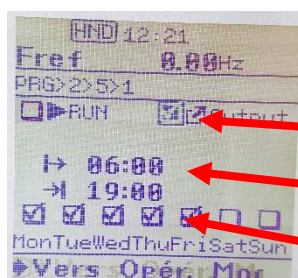 HND 12:21
Fref 0.00Hz
PRG>2>5>1
RUN Output
06:00
19:00
MonTueWedThuFriSatSun
Vers Opér Mor